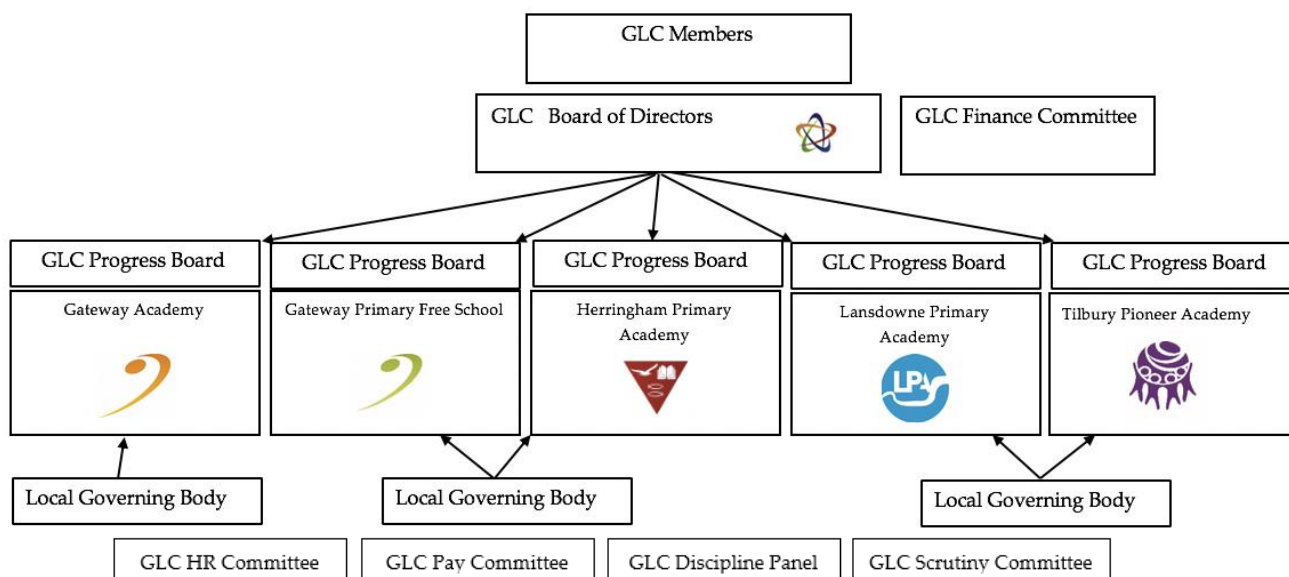 GLC Members
GLC Board of Directors
GLC Finance Committee
GLC Progress Board
GLC Progress Board
GLC Progress Board
GLC Progress Board
GLC Progress Board
Gateway Academy
Gateway Primary Free School
Herringham Primary
Academy
Lansdowne Primary
Academy
Tilbury Pioneer Academy
LPA
Local Governing Body
Local Governing Body
Local Governing Body
GLC HR Committee
GLC Pay Committee
GLC Discipline Panel
GLC Scrutiny Committee